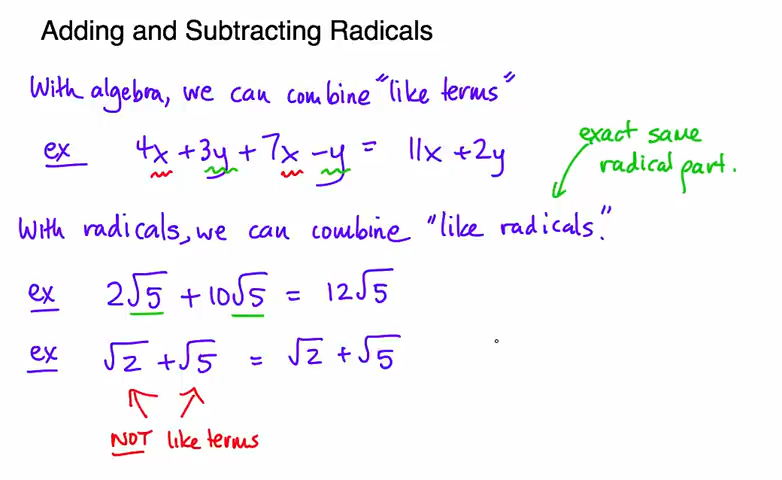 Adding and Subtracting Radicals
With algebra, we can combine "like terms"
ex 4x + 3y + 7x - y = 11x + 2y
exact same
radical part.
With radicals, we can combine "like radicals."
ex 2√5 + 10√5 = 12√5
ex √2 + √5 = √2 + √5
NOT like terms